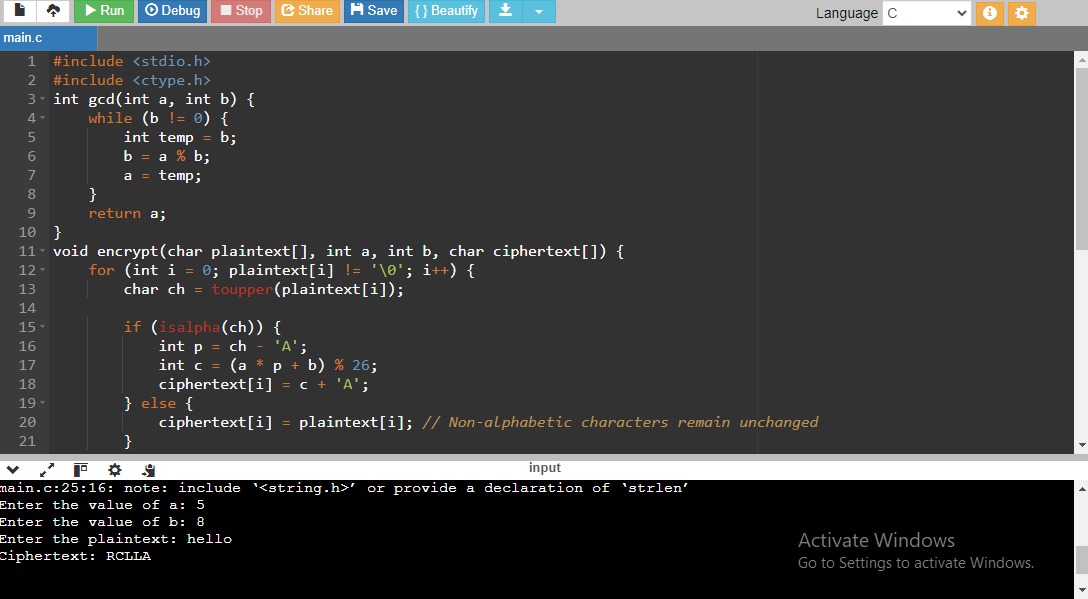 Run Debug Stop Share Save { } Beautify Language C
main.c
1 #include <stdio.h>
2 #include <ctype.h>
3 int gcd(int a, int b) {
4     while (b != 0) {
5         int temp = b;
6         b = a % b;
7         a = temp;
8     }
9     return a;
10 }
11 void encrypt(char plaintext[], int a, int b, char ciphertext[]) {
12     for (int i = 0; plaintext[i] != '\0'; i++) {
13         char ch = toupper(plaintext[i]);
14
15         if (isalpha(ch)) {
16             int p = ch - 'A';
17             int c = (a * p + b) % 26;
18             ciphertext[i] = c + 'A';
19         } else {
20             ciphertext[i] = plaintext[i]; // Non-alphabetic characters remain unchanged
21         }
input
main.c:25:16: note: include ‘<string.h>’ or provide a declaration of ‘strlen’
Enter the value of a: 5
Enter the value of b: 8
Enter the plaintext: hello
Ciphertext: RCLLA
Activate Windows
Go to Settings to activate Windows.